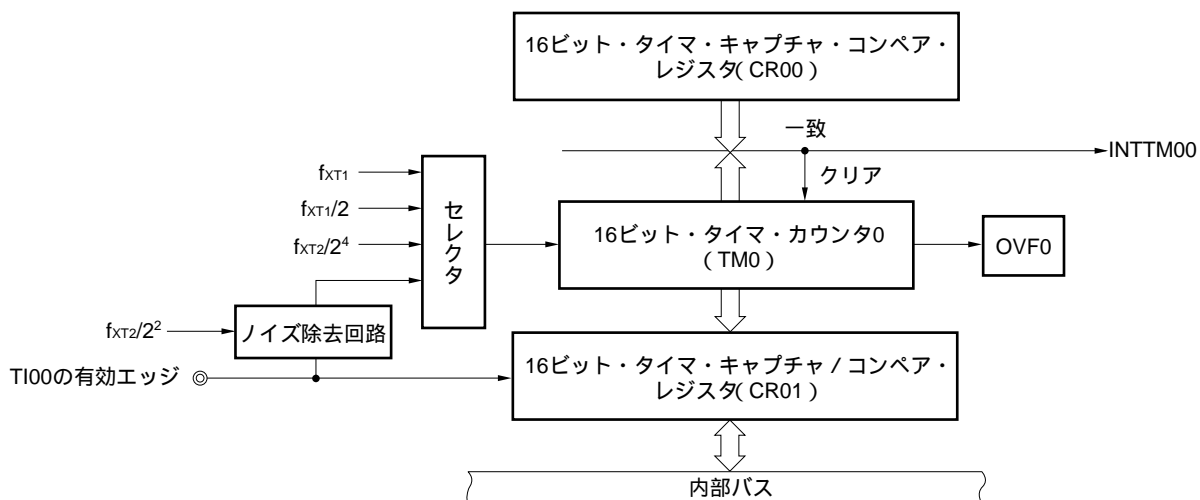 16ビット・タイマ・キャプチャ・コンペア・
レジスタ(CR00)
一致
INTTM00
クリア
fXT1
fXT1/2
fXT2/2⁴
セレクタ
16ビット・タイマ・カウンタ0
(TM0)
OVF0
fXT2/2²
ノイズ除去回路
TI00の有効エッジ
16ビット・タイマ・キャプチャ/コンペア・
レジスタ(CR01)
内部バス